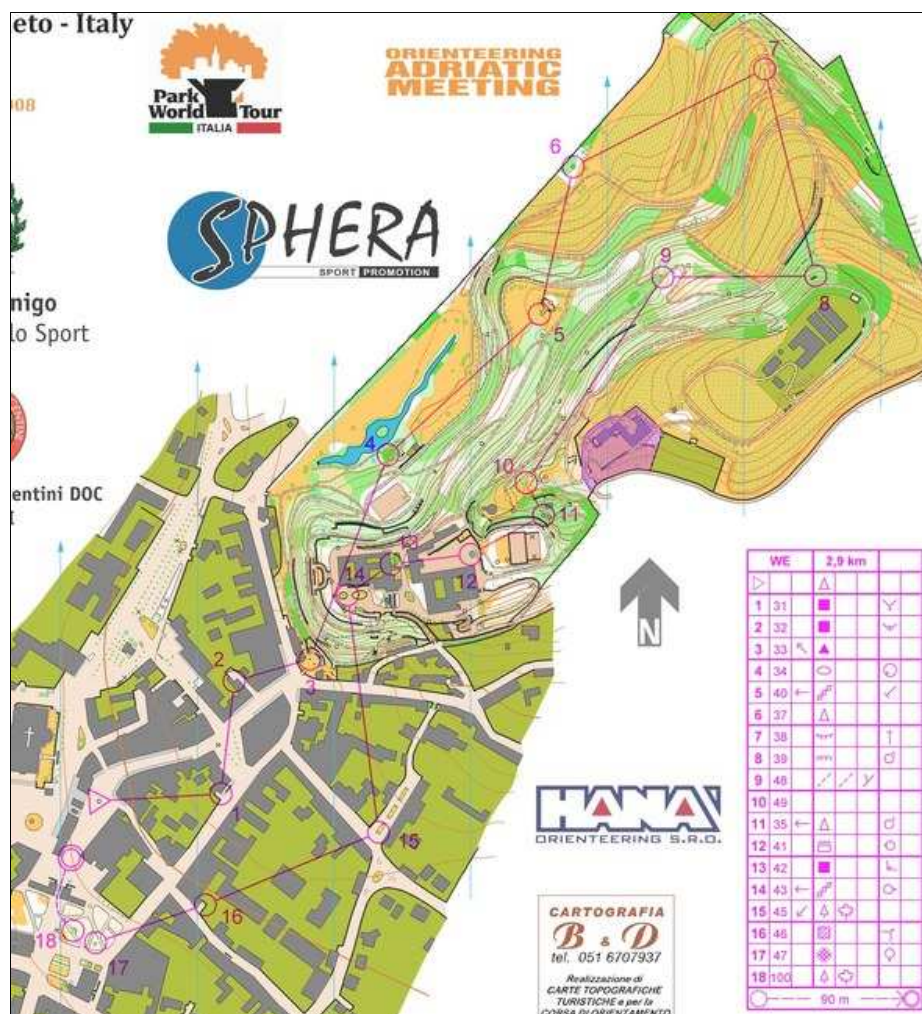 eto - Italy
008
Park
World Tour
ITALIA
ORIENTEERING
ADRIATIC
MEETING
SPHERA
SPORT PROMOTION
nigo
lo Sport
entini DOC
7
6
9
8
5
4
10
11
13
14
12
2
3
1
15
16
18
17
N
HANA
ORIENTEERING S.R.O.
CARTOGRAFIA
B & D
tel. 051 6707937
Realizzazione di
CARTE TOPOGRAFICHE
TURISTICHE e per la
CORSA DI ORIENTAMENTO
WE 2,9 km
1 31
2 32
3 33
4 34
5 40
6 37
7 38
8 39
9 48
10 49
11 35
12 41
13 42
14 43
15 45
16 46
17 47
18 100
90 m